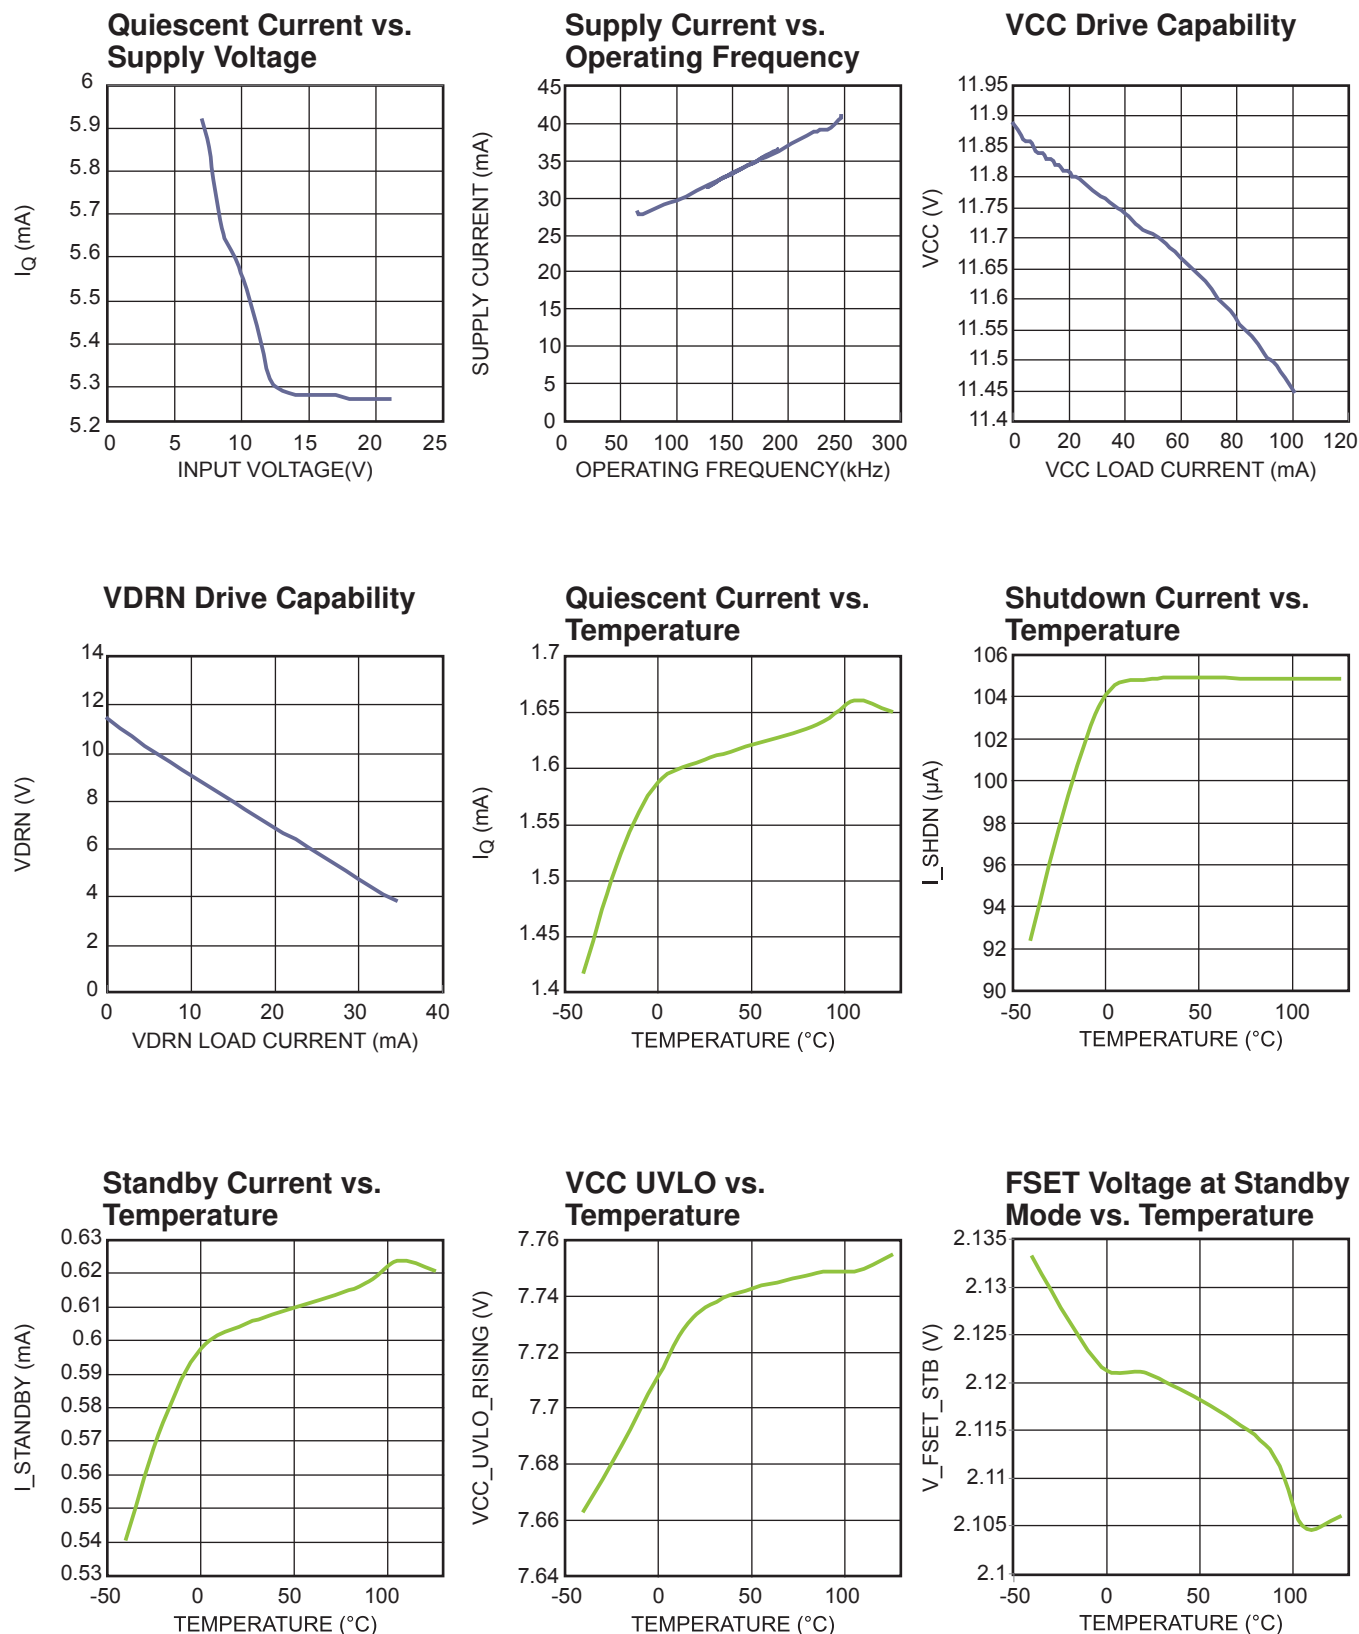 Quiescent Current vs.
Supply Voltage
6
5.9
5.8
5.7
5.6
5.5
5.4
5.3
5.2
IQ (mA)
0 5 10 15 20 25
INPUT VOLTAGE(V)
Supply Current vs.
Operating Frequency
45
40
35
30
25
20
15
10
5
0
SUPPLY CURRENT (mA)
0 50 100 150 200 250 300
OPERATING FREQUENCY(kHz)
VCC Drive Capability
11.95
11.9
11.85
11.8
11.75
11.7
11.65
11.6
11.55
11.5
11.45
11.4
VCC (V)
0 20 40 60 80 100 120
VCC LOAD CURRENT (mA)
VDRN Drive Capability
14
12
10
8
6
4
2
0
VDRN (V)
0 10 20 30 40
VDRN LOAD CURRENT (mA)
Quiescent Current vs.
Temperature
1.7
1.65
1.6
1.55
1.5
1.45
1.4
IQ (mA)
-50 0 50 100
TEMPERATURE (°C)
Shutdown Current vs.
Temperature
106
104
102
100
98
96
94
92
90
I_SHDN (µA)
-50 0 50 100
TEMPERATURE (°C)
Standby Current vs.
Temperature
0.63
0.62
0.61
0.6
0.59
0.58
0.57
0.56
0.55
0.54
0.53
I_STANDBY (mA)
-50 0 50 100
TEMPERATURE (°C)
VCC UVLO vs.
Temperature
7.76
7.74
7.72
7.7
7.68
7.66
7.64
VCC_UVLO_RISING (V)
-50 0 50 100
TEMPERATURE (°C)
FSET Voltage at Standby
Mode vs. Temperature
2.135
2.13
2.125
2.12
2.115
2.11
2.105
2.1
V_FSET_STB (V)
-50 0 50 100
TEMPERATURE (°C)